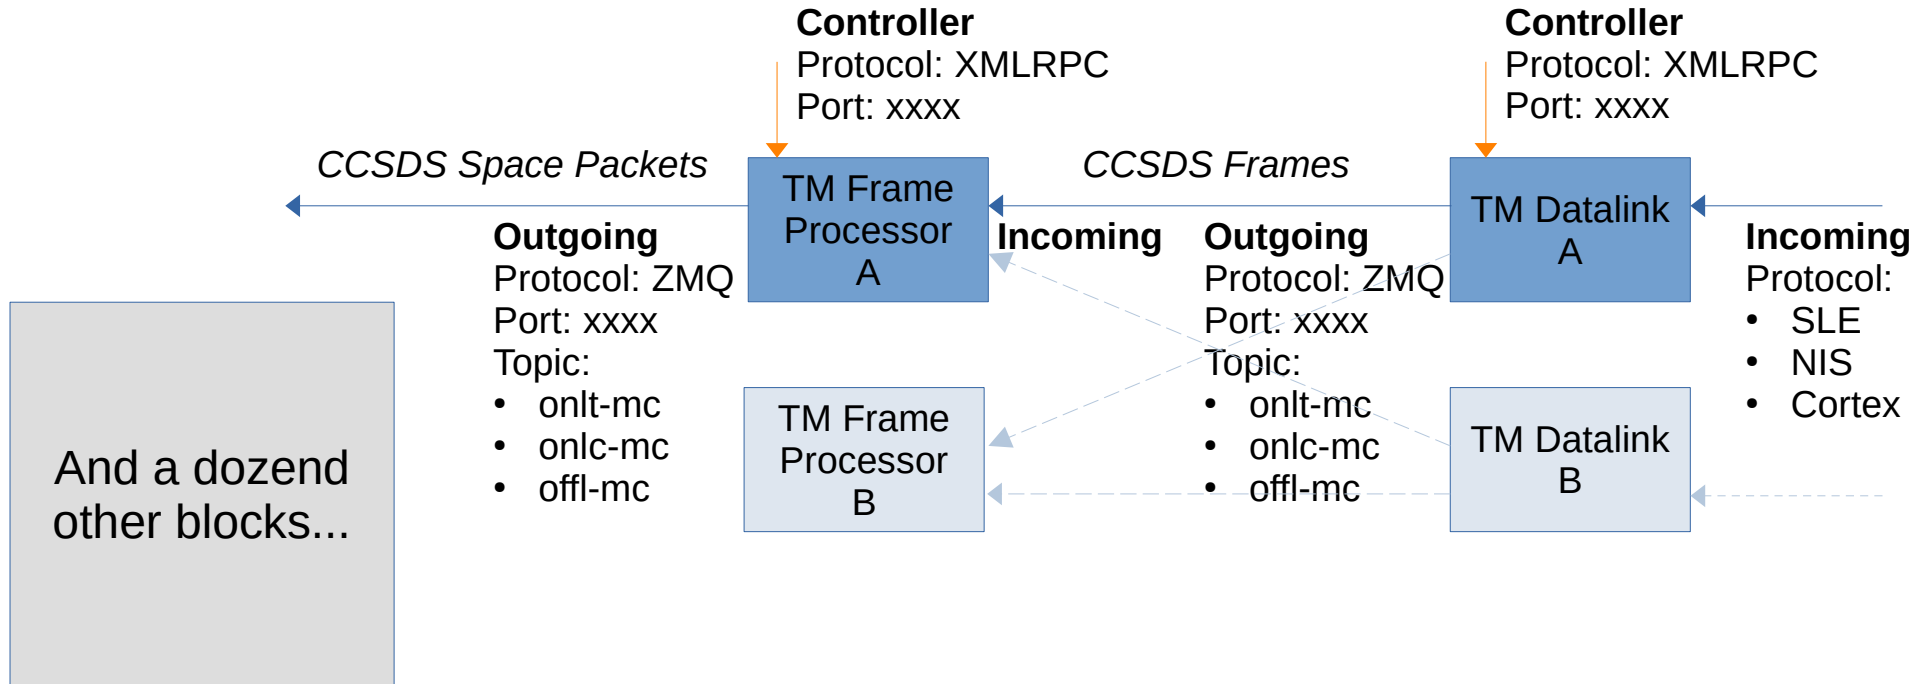 Controller
Protocol: XMLRPC
Port: xxxx
Controller
Protocol: XMLRPC
Port: xxxx
CCSDS Space Packets
TM Frame
Processor
A
CCSDS Frames
TM Datalink
A
Outgoing
Protocol: ZMQ
Port: xxxx
Topic:
• onlt-mc
• onlc-mc
• offl-mc
Incoming
Outgoing
Protocol: ZMQ
Port: xxxx
Topic:
• onlt-mc
• onlc-mc
• offl-mc
Incoming
Protocol:
• SLE
• NIS
• Cortex
TM Frame
Processor
B
TM Datalink
B
And a dozend
other blocks...